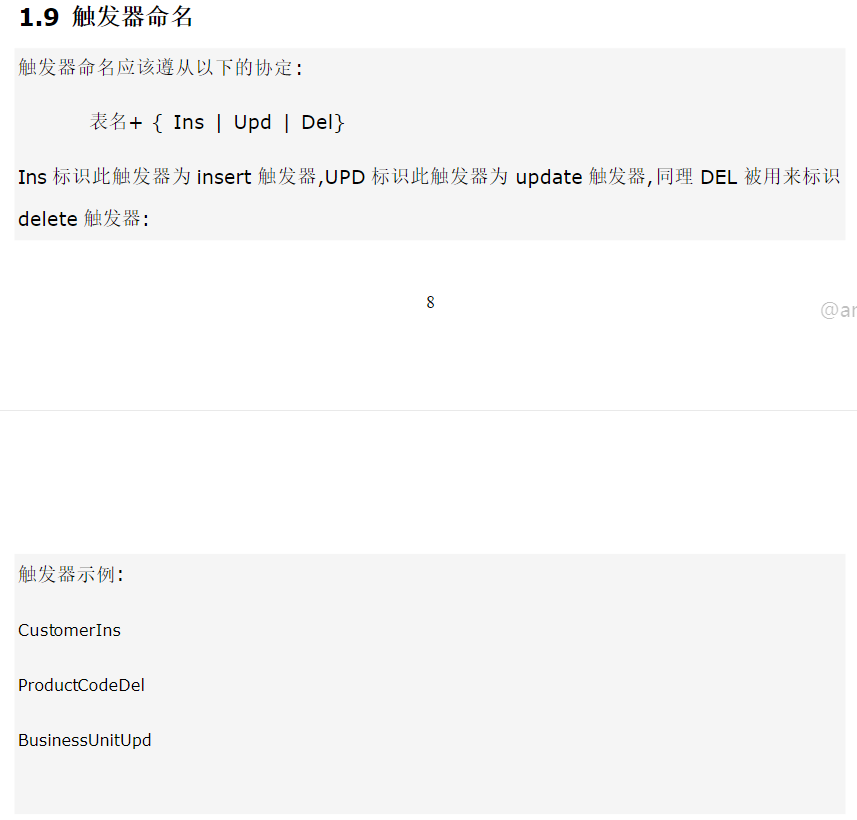 1.9 触发器命名
触发器命名应该遵从以下的协定:
表名+ { Ins | Upd | Del}
Ins 标识此触发器为 insert 触发器,UPD 标识此触发器为 update 触发器,同理 DEL 被用来标识
delete 触发器:
8
@ar
触发器示例:
CustomerIns
ProductCodeDel
BusinessUnitUpd